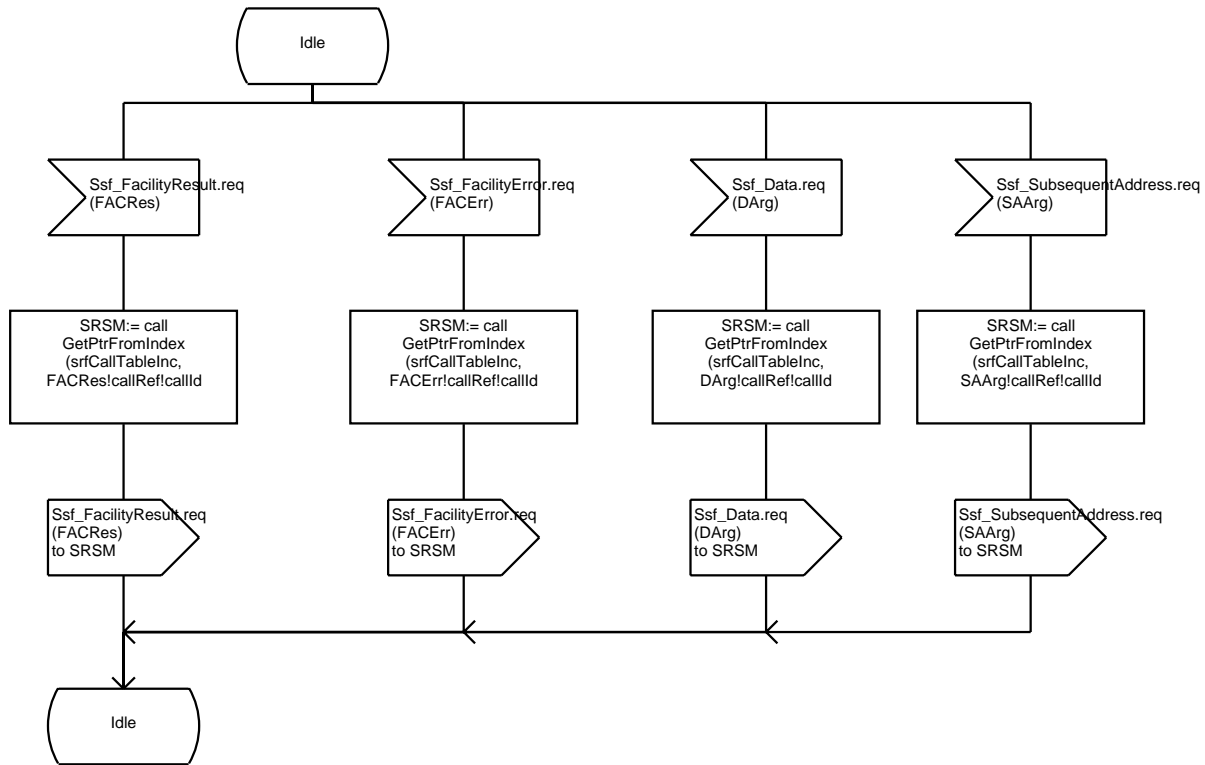 Idle
Ssf_FacilityResult.req
(FACRes)
Ssf_FacilityError.req
(FACErr)
Ssf_Data.req
(DArg)
Ssf_SubsequentAddress.req
(SAArg)
SRSM:= call
GetPtrFromIndex
(srfCallTableInc,
FACRes!callRef!callId
SRSM:= call
GetPtrFromIndex
(srfCallTableInc,
FACErr!callRef!callId
SRSM:= call
GetPtrFromIndex
(srfCallTableInc,
DArg!callRef!callId
SRSM:= call
GetPtrFromIndex
(srfCallTableInc,
SAArg!callRef!callId
Ssf_FacilityResult.req
(FACRes)
to SRSM
Ssf_FacilityError.req
(FACErr)
to SRSM
Ssf_Data.req
(DArg)
to SRSM
Ssf_SubsequentAddress.req
(SAArg)
to SRSM
Idle